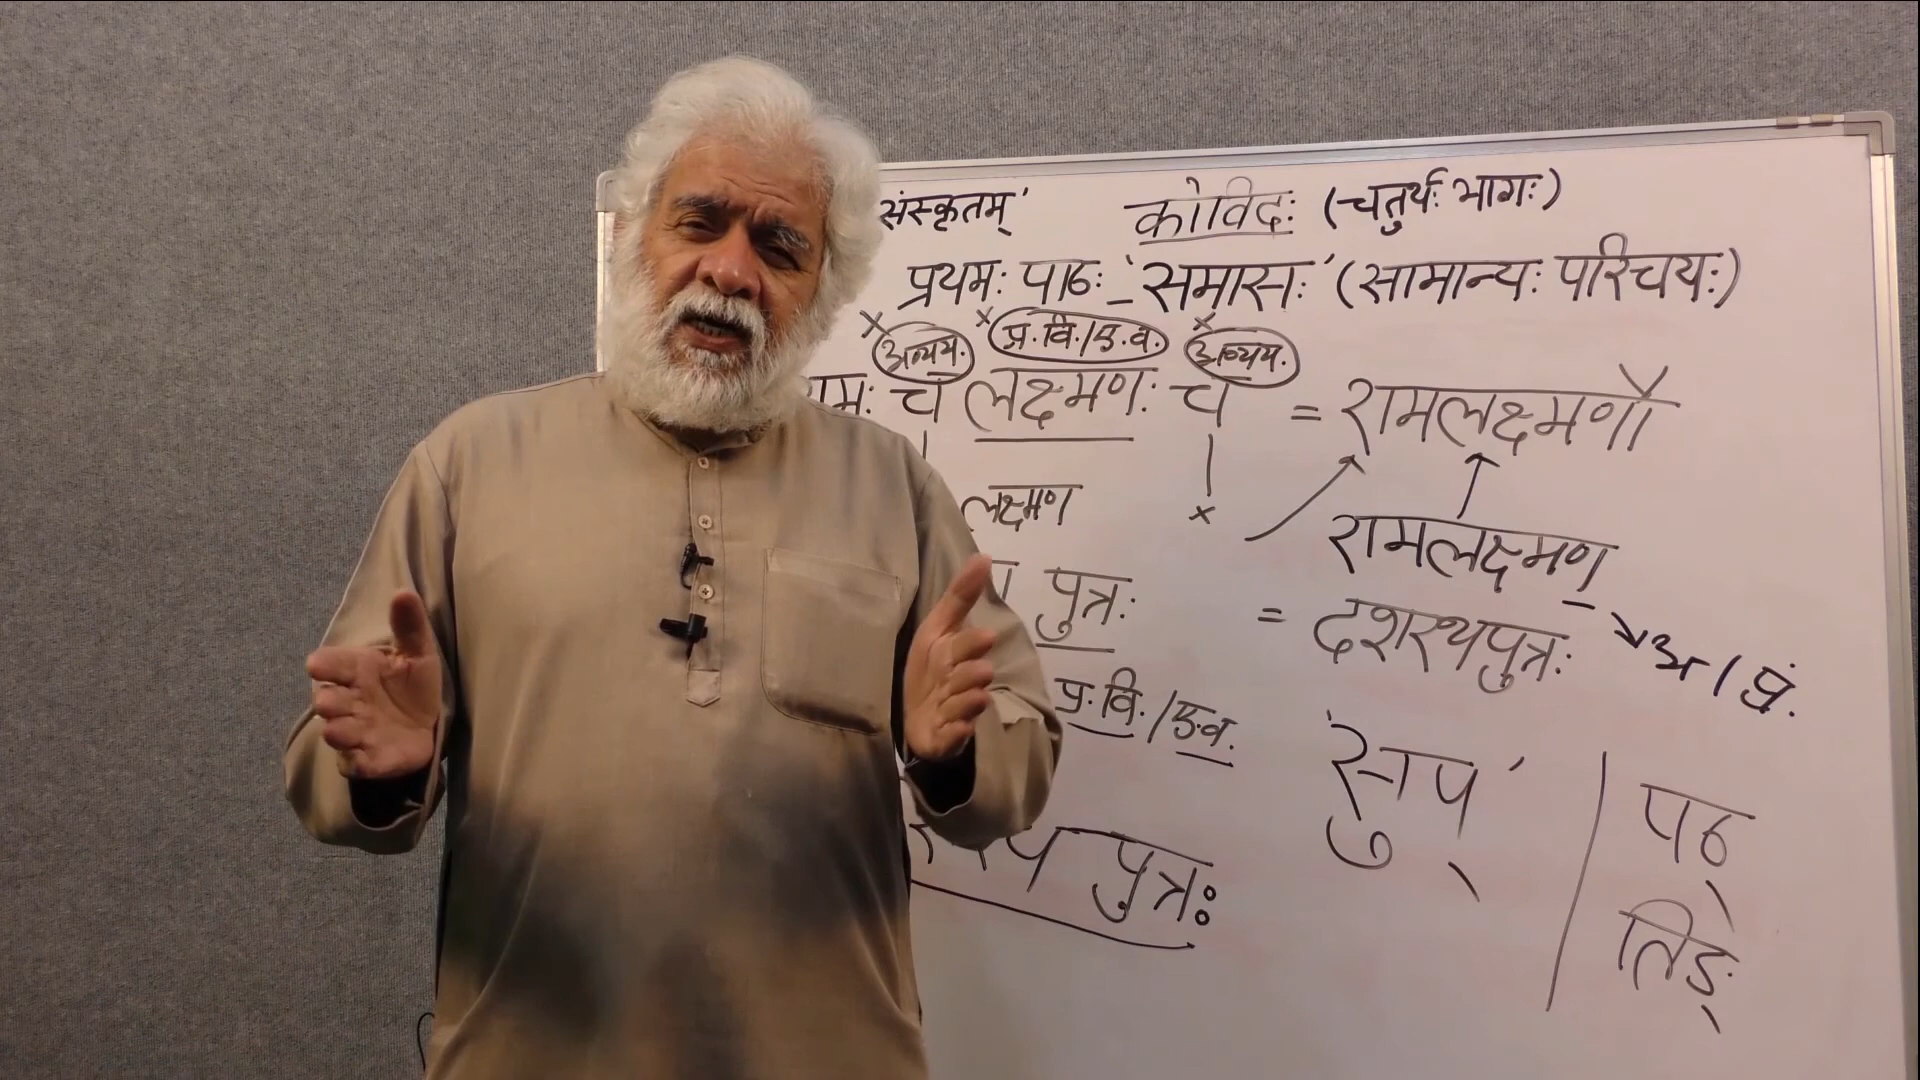 संस्कृतम्' कोविदः (चतुर्थः भागः)
प्रथमः पाठः - 'समासः' (सामान्यः परिचयः)
x x x
अव्यय. प्र.वि./ए.व. अव्यय.
रामः च लक्ष्मणः च = रामलक्ष्मणौ
लक्ष्मण x रामलक्ष्मण
पुत्रः = दशरथपुत्रः अ / पुं.
प्र.वि./ए.व.
'सुप्' पठ्
पुत्रः तिङ्